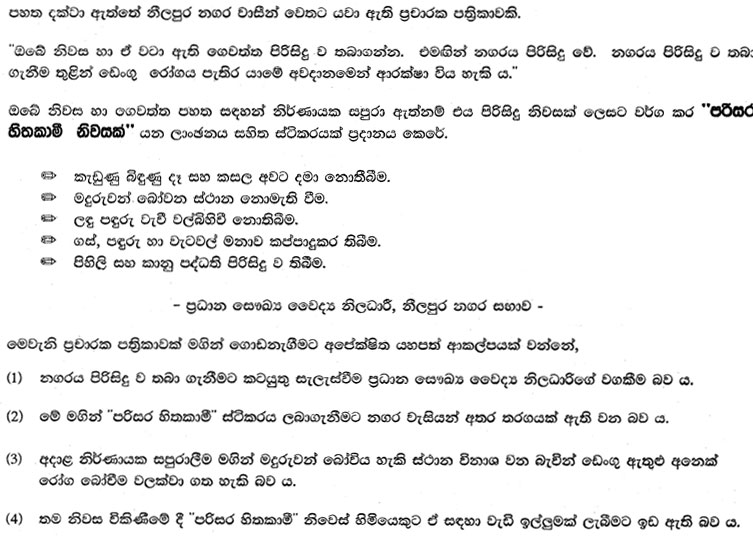 පහත දක්වා ඇත්තේ නීලපුර නගර වාසීන් වෙතට යවා ඇති ප්‍රචාරක පත්‍රිකාවකි.
"ඔබේ නිවස හා ඒ වටා ඇති ගෙවත්ත පිරිසිදු ව තබාගන්න. එමඟින් නගරය පිරිසිදු වේ. නගරය පිරිසිදු ව තබා
ගැනීම තුළින් ඩෙංගු රෝගය පැතිර යාමේ අවදානමෙන් ආරක්ෂා විය හැකි ය."
ඔබේ නිවස හා ගෙවත්ත පහත සඳහන් නිර්ණායක සපුරා ඇත්නම් එය පිරිසිදු නිවසක් ලෙසට වර්ග කර "පරිසර
හිතකාමී නිවසක්" යන ලාංඡනය සහිත ස්ටිකරයක් ප්‍රදානය කෙරේ.
කැඩුණු බිඳුණු දෑ සහ කසල අවට දමා නොතිබීම.
මදුරුවන් බෝවන ස්ථාන නොමැති වීම.
ලඳු පඳුරු වැවී වල්බිහිවී නොතිබීම.
ගස්, පඳුරු හා වැටවල් මනාව කප්පාදුකර තිබීම.
පිහිලි සහ කානු පද්ධති පිරිසිදු ව තිබීම.
– ප්‍රධාන සෞඛ්‍ය වෛද්‍ය නිලධාරී, නීලපුර නගර සභාව -
මෙවැනි ප්‍රචාරක පත්‍රිකාවක් මගින් ගොඩනැගීමට අපේක්ෂිත යහපත් ආකල්පයක් වන්නේ,
(1) නගරය පිරිසිදු ව තබා ගැනීමට කටයුතු සැලැස්වීම ප්‍රධාන සෞඛ්‍ය වෛද්‍ය නිලධාරිගේ වගකීම බව ය.
(2) මේ මගින් "පරිසර හිතකාමී" ස්ටිකරය ලබාගැනීමට නගර වැසියන් අතර තරගයක් ඇති වන බව ය.
(3) අදාළ නිර්ණායක සපුරාලීම මගින් මදුරුවන් බෝවිය හැකි ස්ථාන විනාශ වන බැවින් ඩෙංගු ඇතුළු අනෙක්
රෝග බෝවීම වලක්වා ගත හැකි බව ය.
(4) තම නිවස විකිණීමේ දී "පරිසර හිතකාමී" නිවෙස් හිමියෙකුට ඒ සඳහා වැඩි ඉල්ලුමක් ලැබීමට ඉඩ ඇති බව ය.